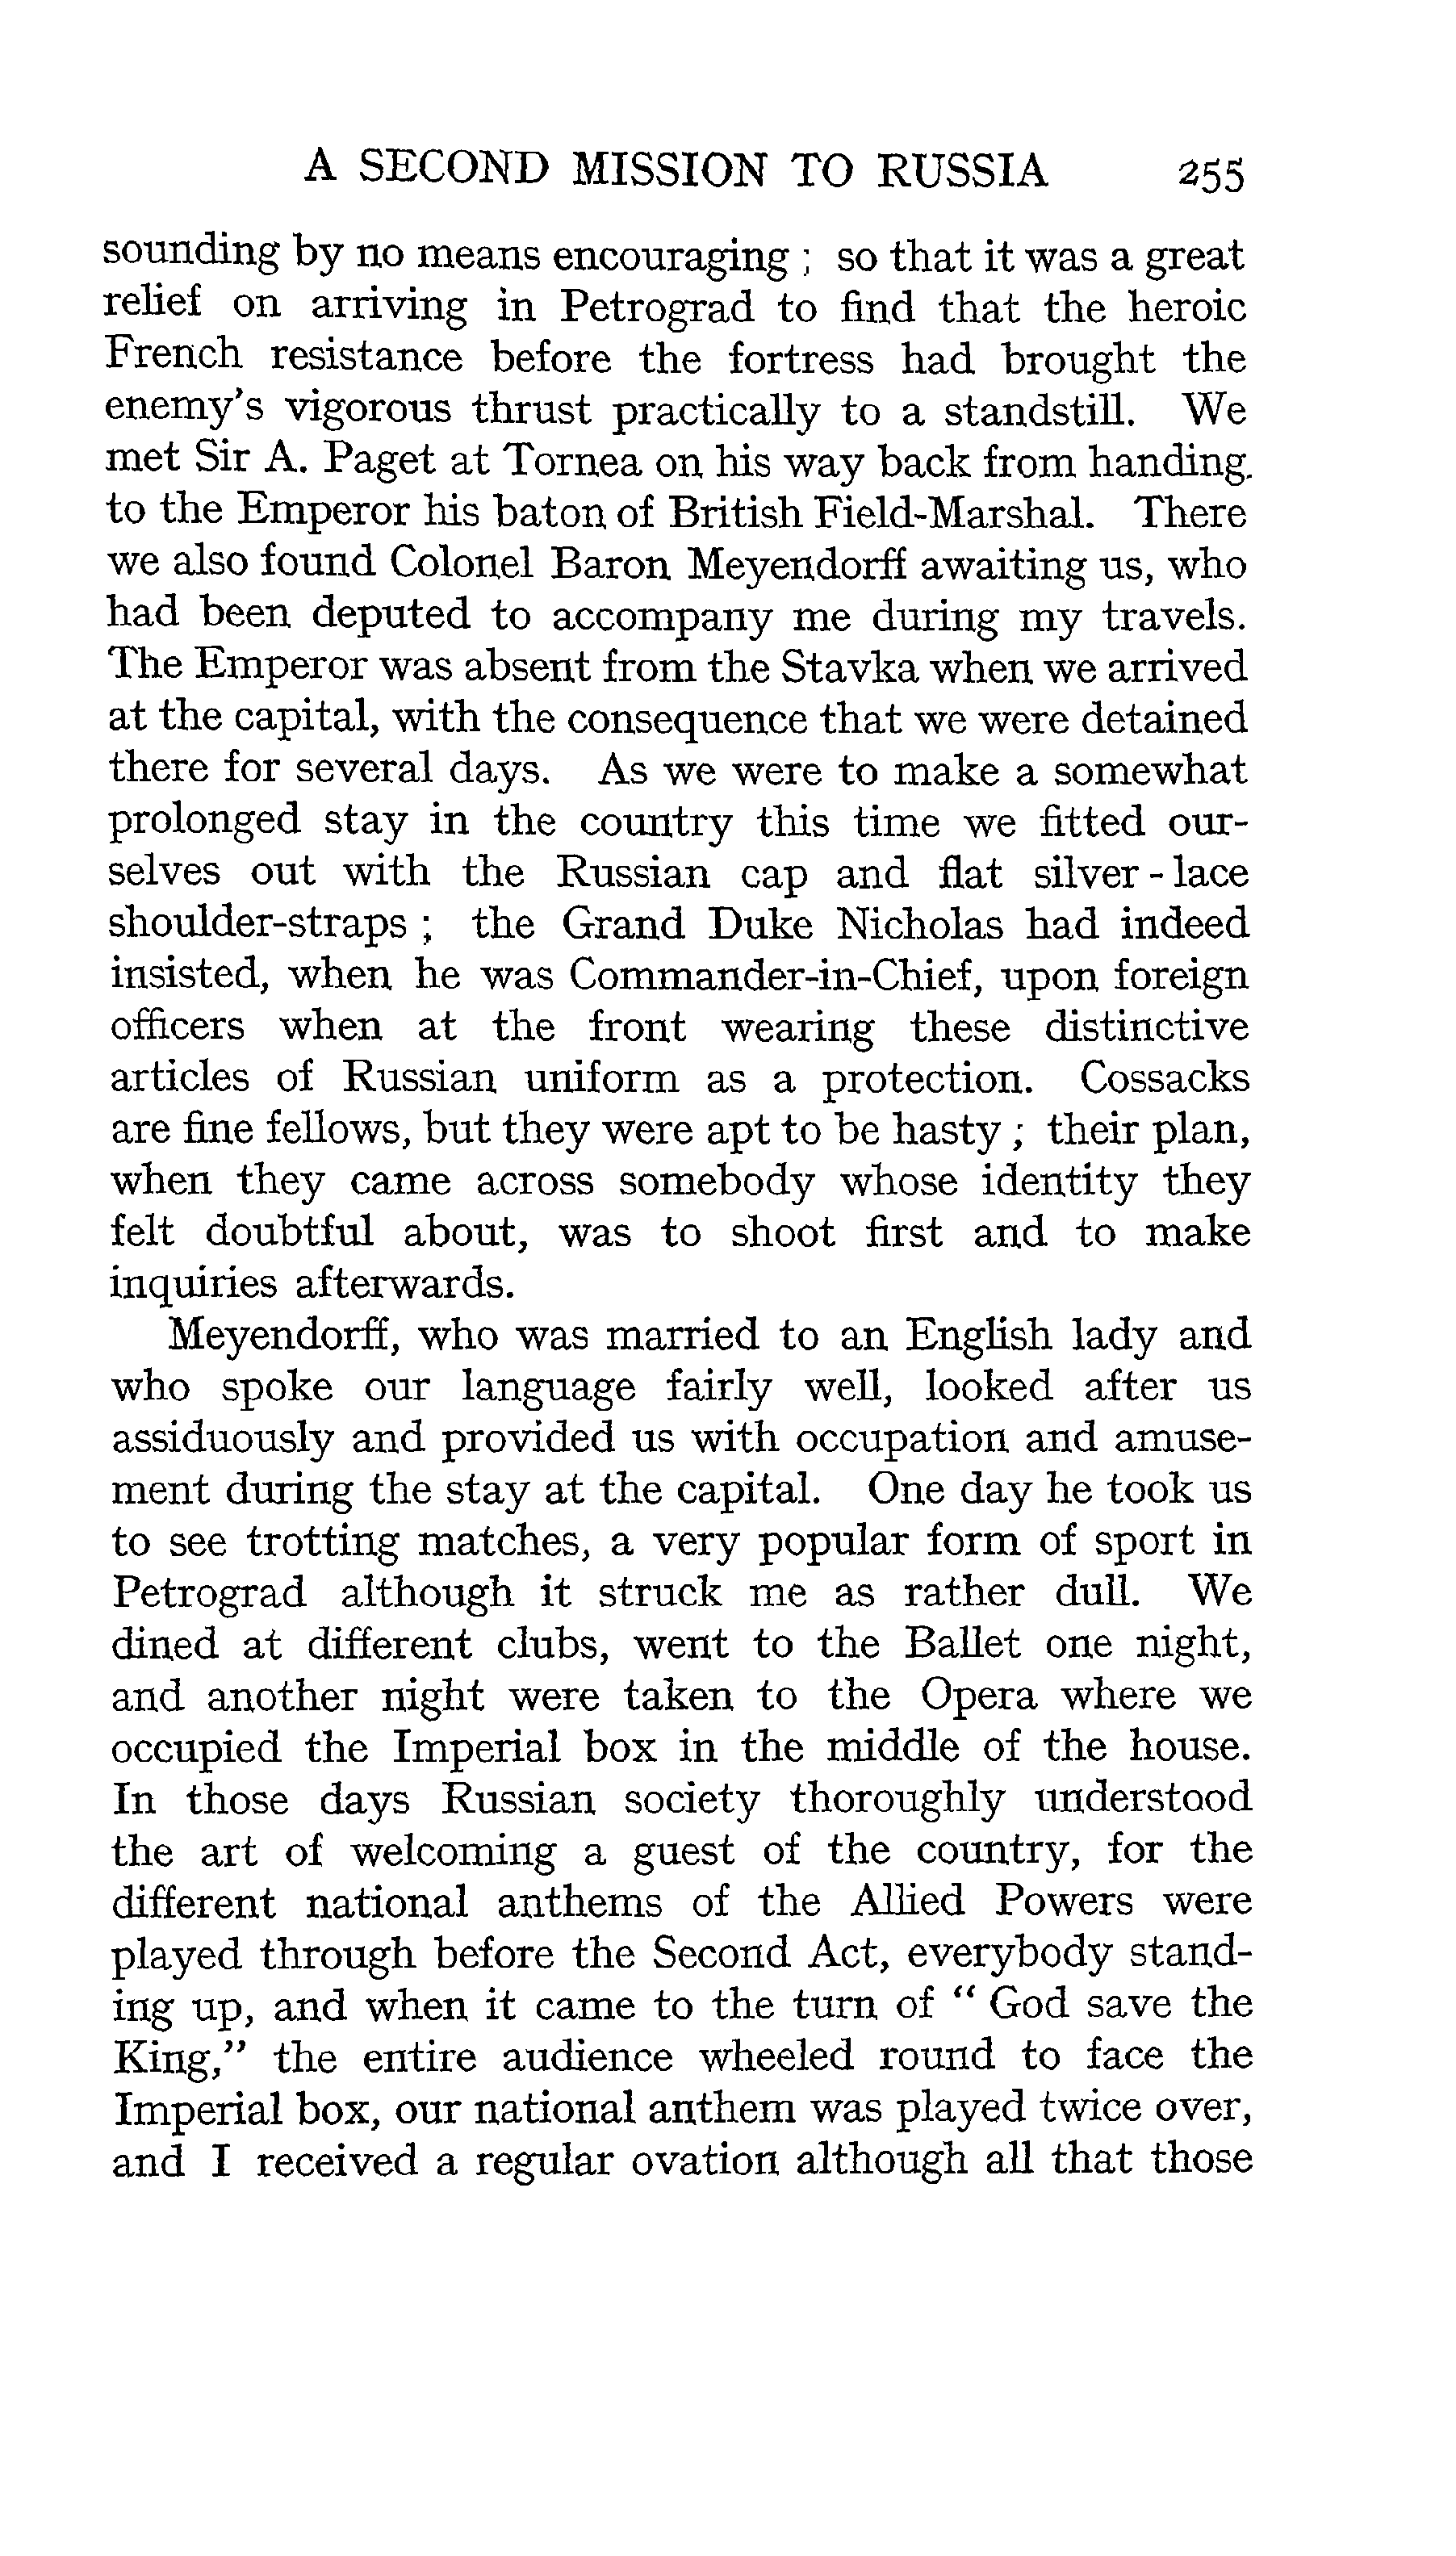 A SECOND MISSION TO RUSSIA 255
sounding by no means encouraging ; so that it was a great
relief on arriving in Petrograd to find that the heroic
French resistance before the fortress had brought the
enemy's vigorous thrust practically to a standstill. We
met Sir A. Paget at Tornea on his way back from handing.
to the Emperor his baton of British Field-Marshal. There
we also found Colonel Baron Meyendorff awaiting us, who
had been deputed to accompany me during my travels.
The Emperor was absent from the Stavka when we arrived
at the capital, with the consequence that we were detained
there for several days. As we were to make a somewhat
prolonged stay in the country this time we fitted our-
selves out with the Russian cap and flat silver - lace
shoulder-straps ; the Grand Duke Nicholas had indeed
insisted, when he was Commander-in-Chief, upon foreign
officers when at the front wearing these distinctive
articles of Russian uniform as a protection. Cossacks
are fine fellows, but they were apt to be hasty ; their plan,
when they came across somebody whose identity they
felt doubtful about, was to shoot first and to make
inquiries afterwards.
Meyendorff, who was married to an English lady and
who spoke our language fairly well, looked after us
assiduously and provided us with occupation and amuse-
ment during the stay at the capital. One day he took us
to see trotting matches, a very popular form of sport in
Petrograd although it struck me as rather dull. We
dined at different clubs, went to the Ballet one night,
and another night were taken to the Opera where we
occupied the Imperial box in the middle of the house.
In those days Russian society thoroughly understood
the art of welcoming a guest of the country, for the
different national anthems of the Allied Powers were
played through before the Second Act, everybody stand-
ing up, and when it came to the turn of " God save the
King," the entire audience wheeled round to face the
Imperial box, our national anthem was played twice over,
and I received a regular ovation although all that those